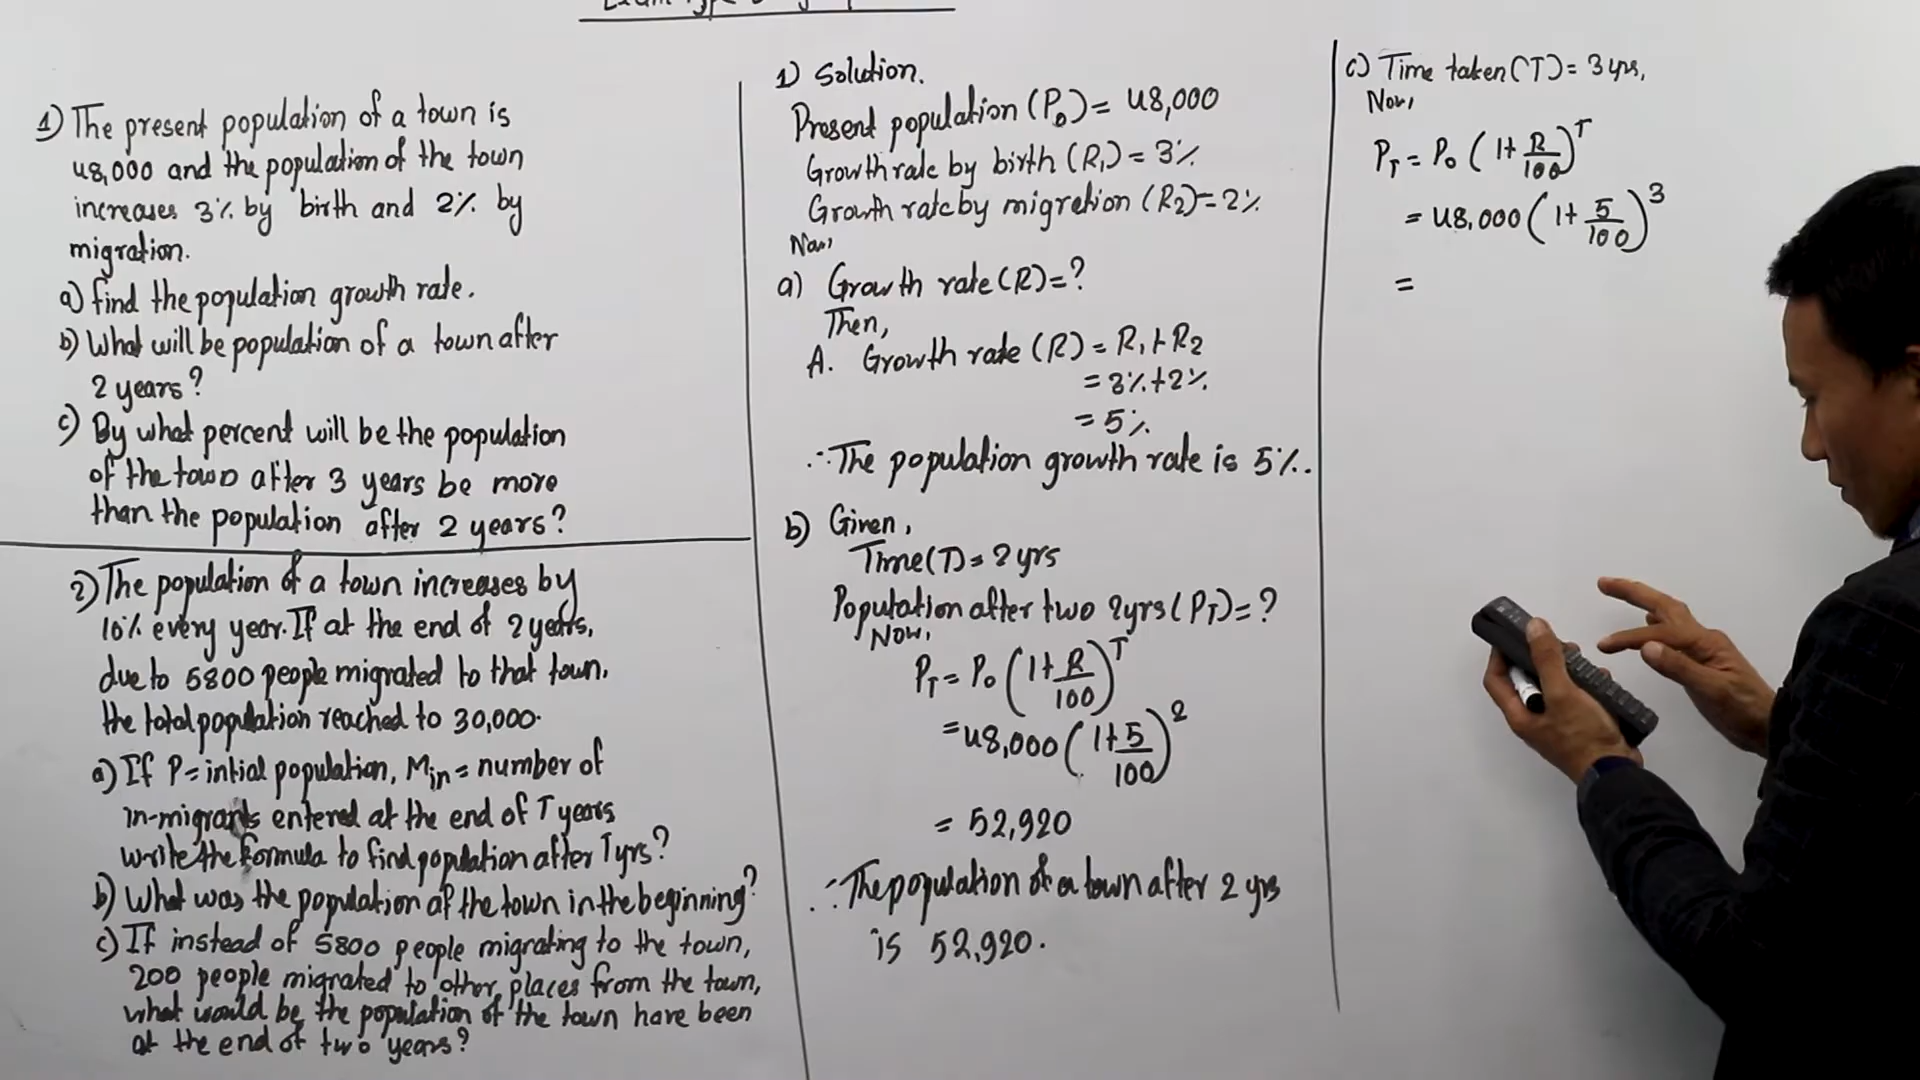 1) The present population of a town is
48,000 and the population of the town
increases 3% by birth and 2% by
migration.
a) find the population growth rate.
b) What will be population of a town after
2 years?
c) By what percent will be the population
of the town after 3 years be more
than the population after 2 years?
2) The population of a town increases by
10% every year. If at the end of 2 years,
due to 5800 people migrated to that town,
the total population reached to 30,000.
a) If P = intial population, Min = number of
in-migrants entered at the end of T years
write the formula to find population after T yrs?
b) What was the population of the town in the beginning?
c) If instead of 5800 people migrating to the town,
200 people migrated to other places from the town,
what would be the population of the town have been
at the end of two years?
1) Solution.
Present population (P₀) = 48,000
Growth rate by birth (R₁) = 3%
Growth rate by migration (R₂) = 2%
Now,
a) Growth rate (R) = ?
Then,
A. Growth rate (R) = R₁ + R₂
= 3% + 2%
= 5%
∴ The population growth rate is 5%.
b) Given,
Time (T) = 2 yrs
Population after two 2yrs (PT) = ?
Now,
PT = P₀ (1 + R/100)^T
= 48,000 (1 + 5/100)^2
= 52,920
∴ The population of a town after 2 yrs
is 52,920.
c) Time taken (T) = 3 yrs,
Now,
PT = P₀ (1 + R/100)^T
= 48,000 (1 + 5/100)^3
=